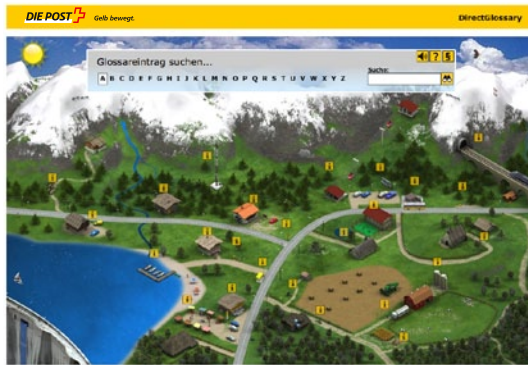 DIE POST
Gelb bewegt.
DirectGlossary
Glossareintrag suchen...
? $
A B C D E F G H I J K L M N O P Q R S T U V W X Y Z
Suche: